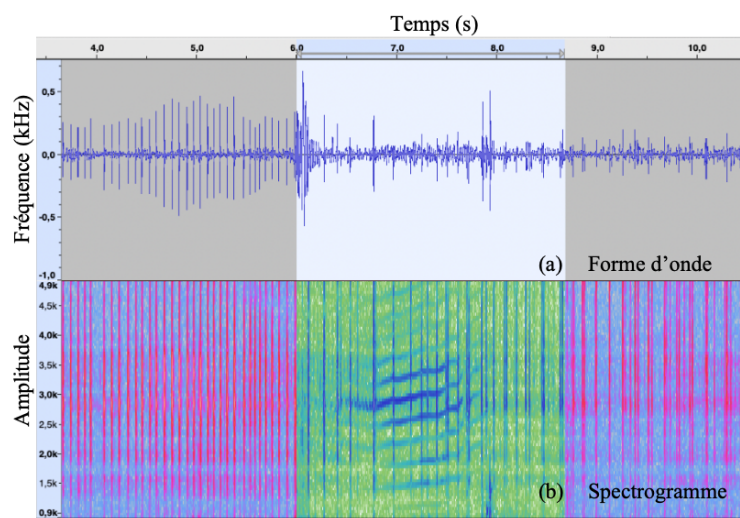 Temps (s)
4,0 5,0 6,0 7,0 8,0 9,0 10,0
Fréquence (kHz)
0,5
0,0
-0,5
-1,0
(a) Forme d’onde
Amplitude
4,9k
4,5k
3,5k
3,0k
2,5k
2,0k
1,5k
0,9k
(b) Spectrogramme